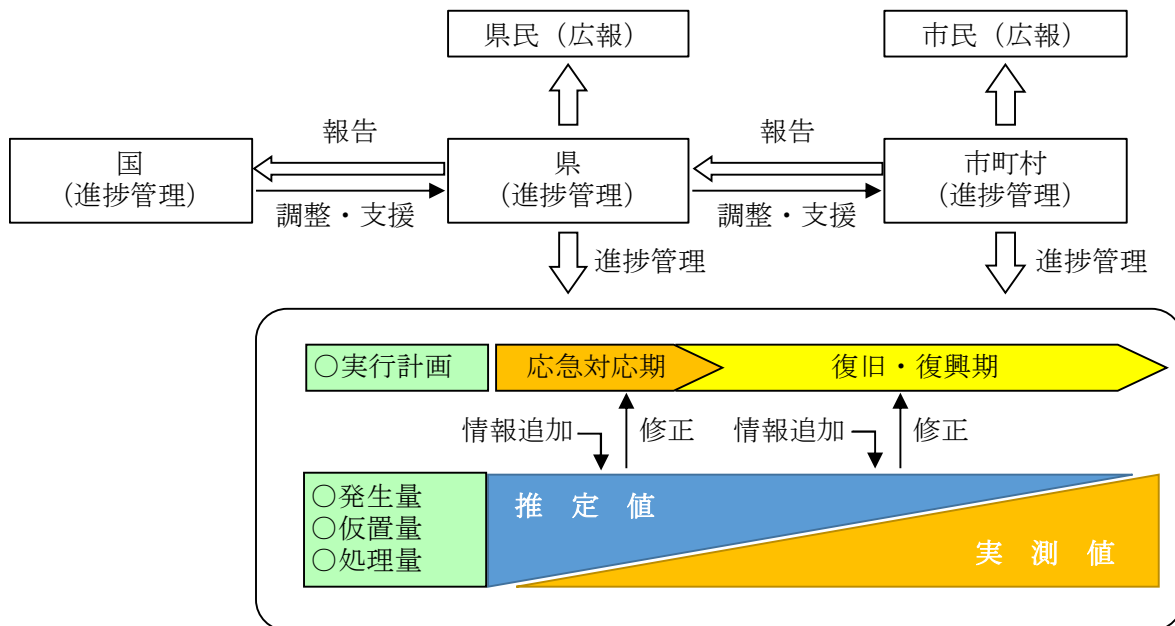 県民（広報）
市民（広報）
報告
報告
国
（進捗管理）
県
（進捗管理）
市町村
（進捗管理）
調整・支援
調整・支援
進捗管理
進捗管理
○実行計画
応急対応期
復旧・復興期
情報追加
修正
情報追加
修正
○発生量
○仮置量
○処理量
推定値
実測値